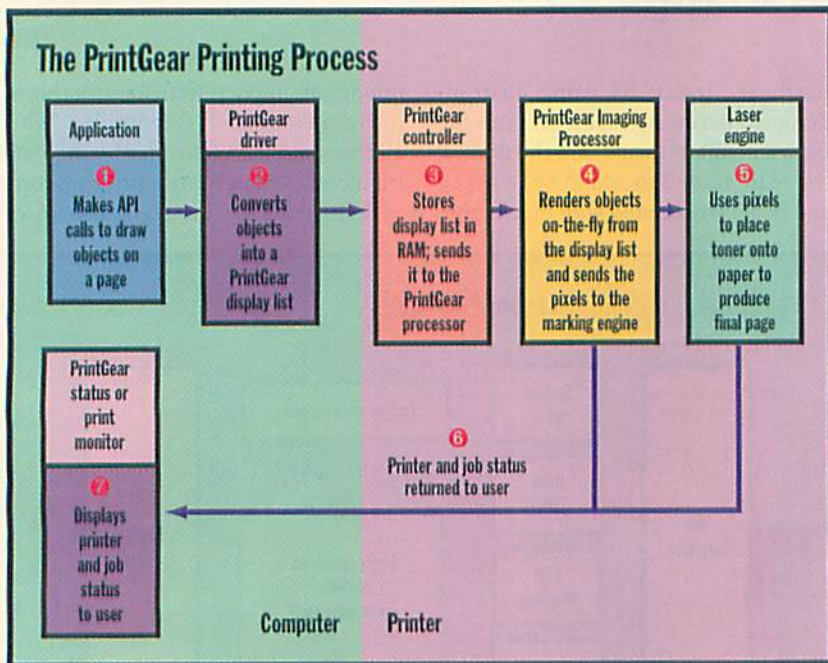 The PrintGear Printing Process
Application
1
Makes API
calls to draw
objects on
a page
PrintGear
driver
2
Converts
objects
into a
PrintGear
display list
PrintGear
controller
3
Stores
display list in
RAM; sends
it to the
PrintGear
processor
PrintGear Imaging
Processor
4
Renders objects
on-the-fly from
the display list
and sends the
pixels to the
marking engine
Laser
engine
5
Uses pixels
to place
toner onto
paper to
produce
final page
6
Printer and job status
returned to user
PrintGear
status or
print
monitor
7
Displays
printer
and job
status
to user
Computer
Printer